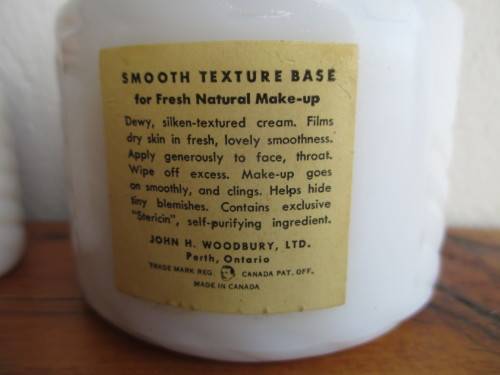 SMOOTH TEXTURE BASE
for Fresh Natural Make-up
Dewy, silken-textured cream. Films
dry skin in fresh, lovely smoothness.
Apply generously to face, throat.
Wipe off excess. Make-up goes
on smoothly, and clings. Helps hide
tiny blemishes. Contains exclusive
"Stericin", self-purifying ingredient.
JOHN H. WOODBURY, LTD.
Perth, Ontario
TRADE MARK REG. CANADA PAT. OFF.
MADE IN CANADA